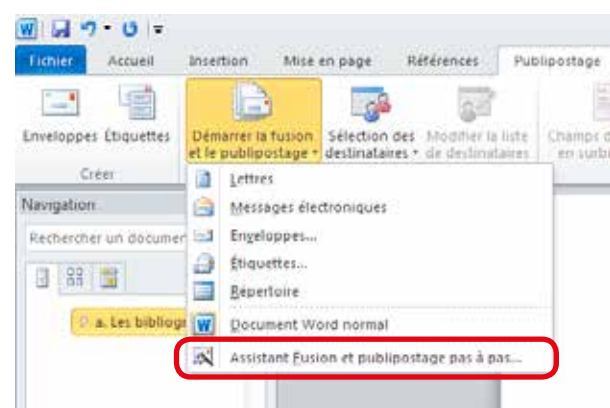 Fichier Accueil Insertion Mise en page Références Publipostage
Enveloppes Étiquettes Démarrer la fusion Sélection des Modifier la liste Champs
et le publipostage destinataires de destinataires en surb
Créer
Navigation
Rechercher un documen
a. Les bibliogr
Lettres
Messages électroniques
Enveloppes...
Étiquettes...
Répertoire
Document Word normal
Assistant Fusion et publipostage pas à pas...